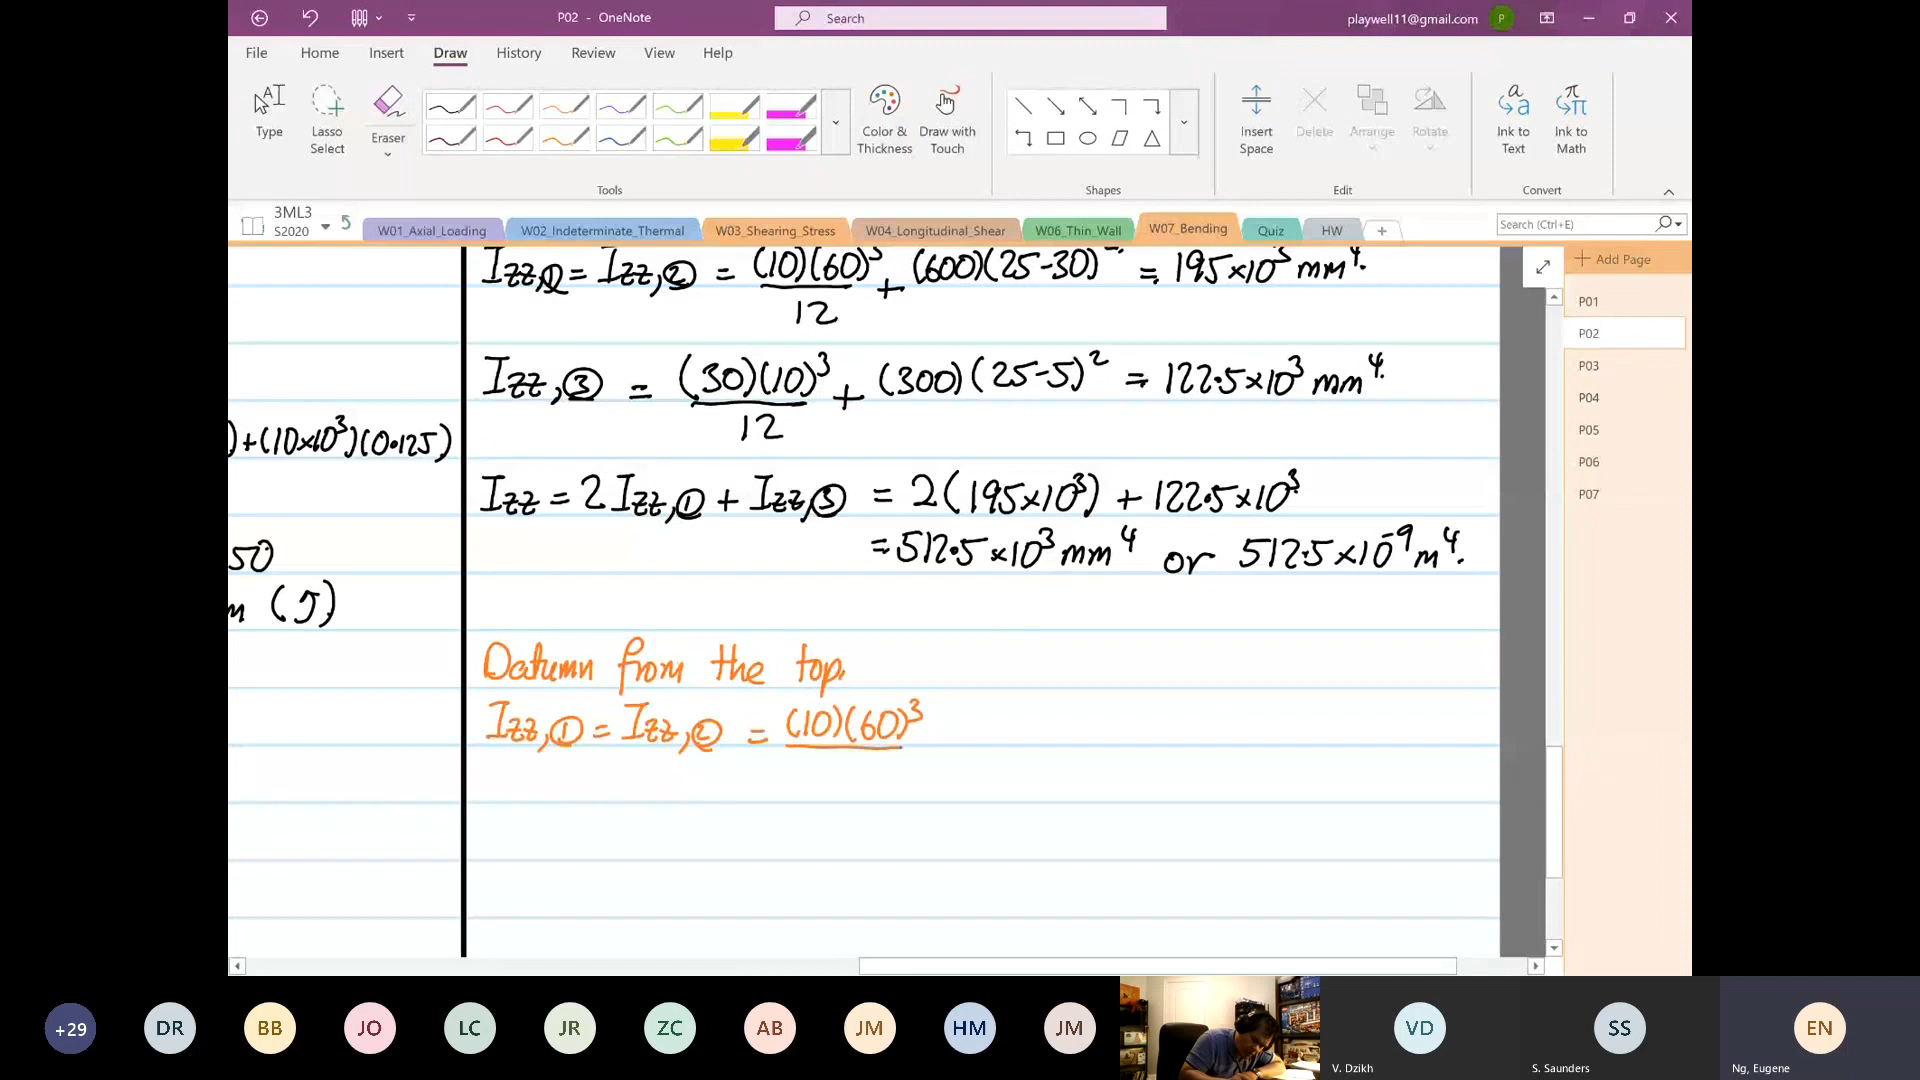 P02 - OneNote
Search
playwell11@gmail.com
P
File Home Insert Draw History Review View Help
Type
Lasso Select
Eraser
Color & Thickness
Draw with Touch
Insert Space
Delete
Arrange
Rotate
Ink to Text
Ink to Math
Tools
Shapes
Edit
Convert
3ML3 S2020
W01_Axial_Loading
W02_Indeterminate_Thermal
W03_Shearing_Stress
W04_Longitudinal_Shear
W06_Thin_Wall
W07_Bending
Quiz
HW
+
Search (Ctrl+E)
Add Page
P01
P02
P03
P04
P05
P06
P07
Izz,① = Izz,② = (10)(60)³/12 + (600)(25-30)² = 195×10³ mm⁴.
Izz,③ = (30)(10)³/12 + (300)(25-5)² = 122.5×10³ mm⁴.
)+(10×10³)(0.125)
Izz = 2Izz,① + Izz,③ = 2(195×10³) + 122.5×10³
= 512.5×10³ mm⁴ or 512.5×10⁻⁹ m⁴.
50
m (↺)
Datumn from the top.
Izz,① = Izz,② = (10)(60)³
+29
DR
BB
JO
LC
JR
ZC
AB
JM
HM
JM
VD
V. Dzikh
SS
S. Saunders
EN
Ng, Eugene